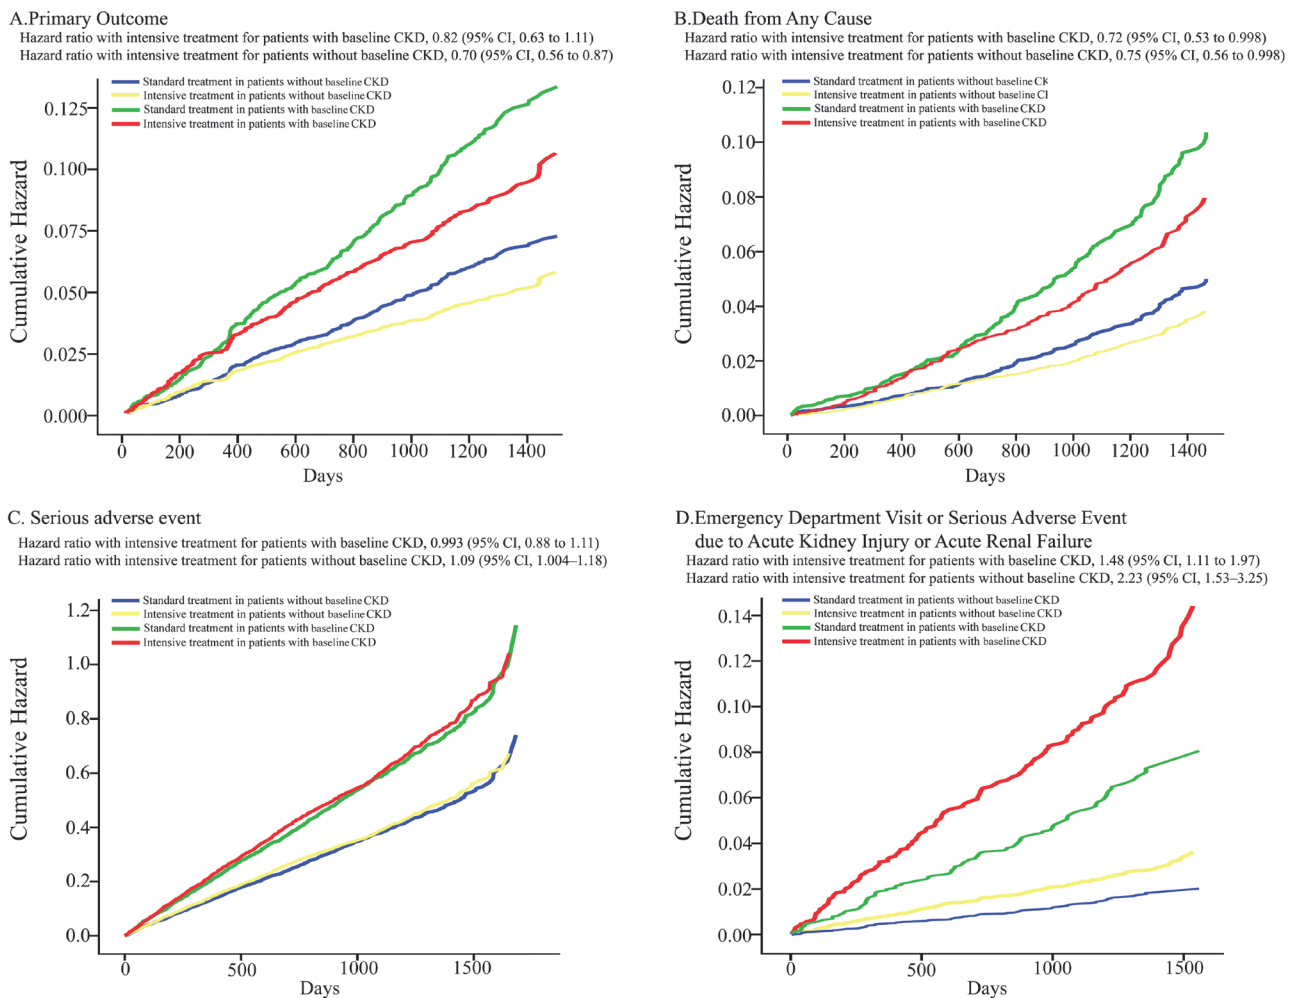 A.Primary Outcome
Hazard ratio with intensive treatment for patients with baseline CKD, 0.82 (95% CI, 0.63 to 1.11)
Hazard ratio with intensive treatment for patients without baseline CKD, 0.70 (95% CI, 0.56 to 0.87)
Standard treatment in patients without baseline CKD
Intensive treatment in patients without baseline CKD
Standard treatment in patients with baseline CKD
Intensive treatment in patients with baseline CKD
Cumulative Hazard
0.125
0.100
0.075
0.050
0.025
0.000
0 200 400 600 800 1000 1200 1400
Days
B.Death from Any Cause
Hazard ratio with intensive treatment for patients with baseline CKD, 0.72 (95% CI, 0.53 to 0.998)
Hazard ratio with intensive treatment for patients without baseline CKD, 0.75 (95% CI, 0.56 to 0.998)
Standard treatment in patients without baseline CK
Intensive treatment in patients without baseline CI
Standard treatment in patients with baseline CKD
Intensive treatment in patients with baseline CKD
Cumulative Hazard
0.12
0.10
0.08
0.06
0.04
0.02
0.00
0 200 400 600 800 1000 1200 1400
Days
C. Serious adverse event
Hazard ratio with intensive treatment for patients with baseline CKD, 0.993 (95% CI, 0.88 to 1.11)
Hazard ratio with intensive treatment for patients without baseline CKD, 1.09 (95% CI, 1.004–1.18)
Standard treatment in patients without baseline CKD
Intensive treatment in patients without baseline CKD
Standard treatment in patients with baseline CKD
Intensive treatment in patients with baseline CKD
Cumulative Hazard
1.2
1.0
0.8
0.6
0.4
0.2
0.0
0 500 1000 1500
Days
D.Emergency Department Visit or Serious Adverse Event
due to Acute Kidney Injury or Acute Renal Failure
Hazard ratio with intensive treatment for patients with baseline CKD, 1.48 (95% CI, 1.11 to 1.97)
Hazard ratio with intensive treatment for patients without baseline CKD, 2.23 (95% CI, 1.53–3.25)
Standard treatment in patients without baseline CKD
Intensive treatment in patients without baseline CKD
Standard treatment in patients with baseline CKD
Intensive treatment in patients with baseline CKD
Cumulative Hazard
0.14
0.12
0.10
0.08
0.06
0.04
0.02
0.00
0 500 1000 1500
Days